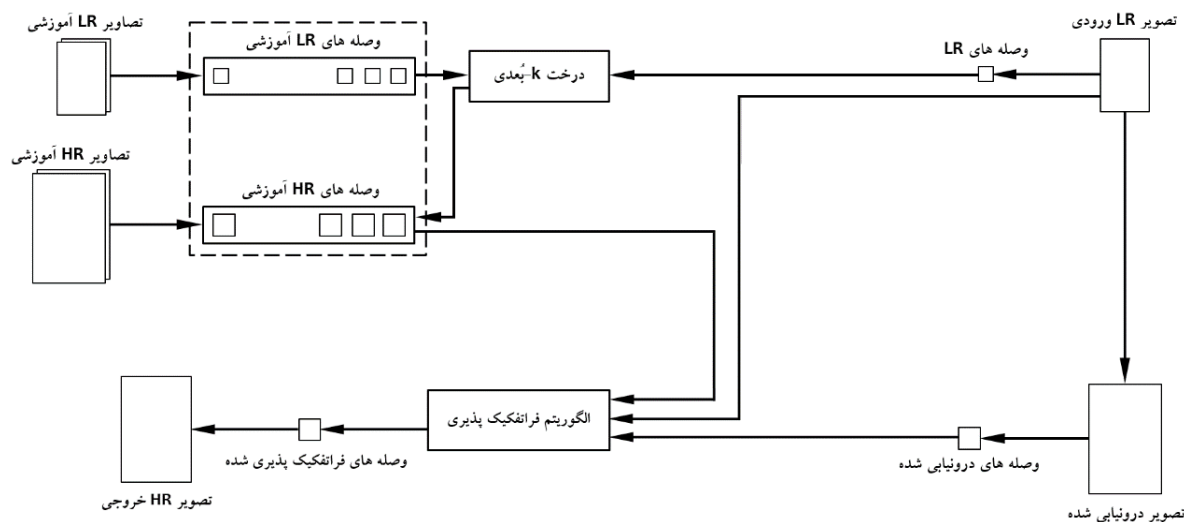 تصویر LR ورودی
وصله های LR
درخت k-بُعدی
وصله های LR آموزشی
تصاویر LR آموزشی
تصاویر HR آموزشی
وصله های HR آموزشی
الگوریتم فراتفکیک پذیری
وصله های درونیابی شده
تصویر درونیابی شده
وصله های فراتفکیک پذیری شده
تصویر HR خروجی